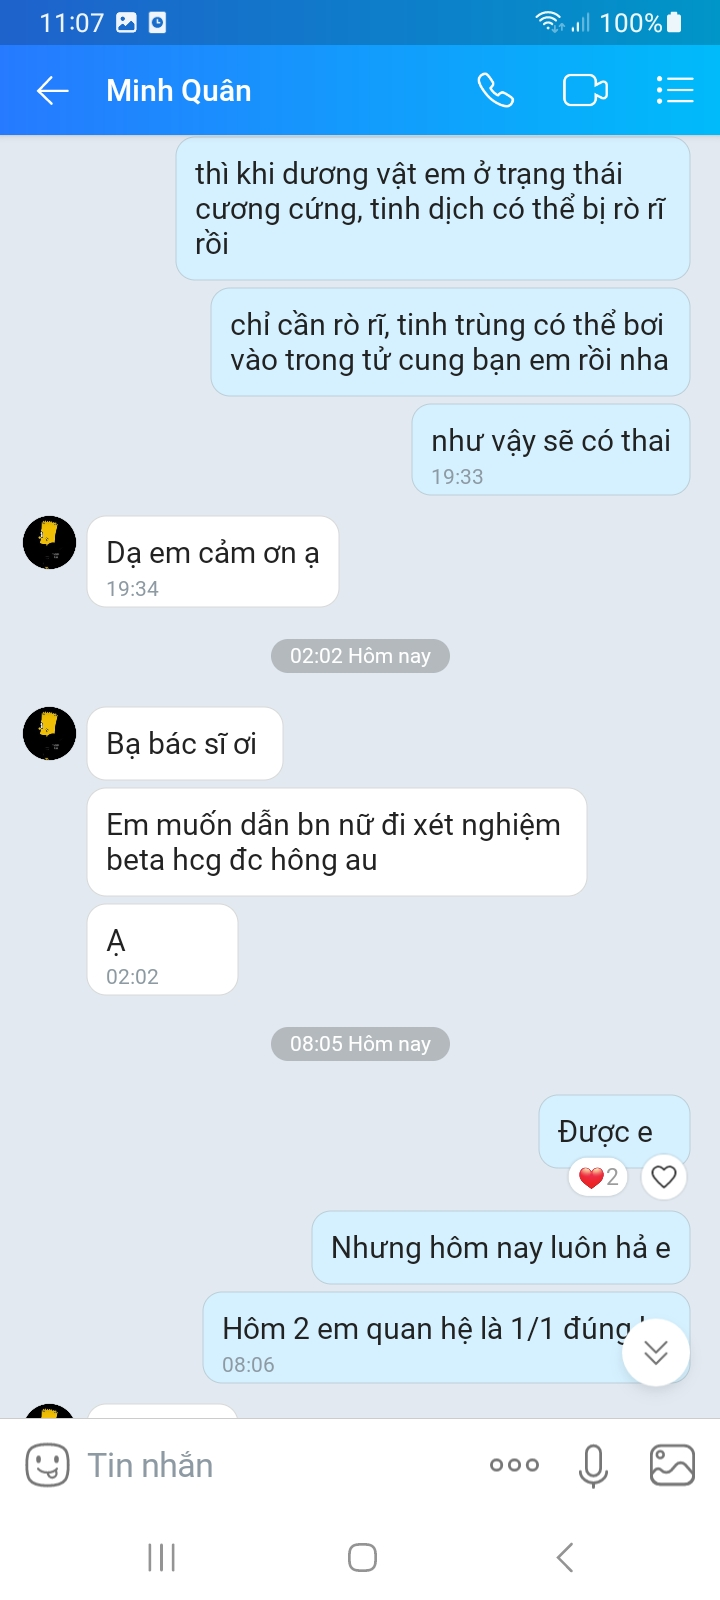 11:07
100%
Minh Quân
thì khi dương vật em ở trạng thái
cương cứng, tinh dịch có thể bị rò rĩ
rồi
chỉ cần rò rĩ, tinh trùng có thể bơi
vào trong tử cung bạn em rồi nha
như vậy sẽ có thai
19:33
Dạ em cảm ơn ạ
19:34
02:02 Hôm nay
Bạ bác sĩ ơi
Em muốn dẫn bn nữ đi xét nghiệm
beta hcg đc hông au
Ạ
02:02
08:05 Hôm nay
Được e
2
Nhưng hôm nay luôn hả e
Hôm 2 em quan hệ là 1/1 đúng
08:06
Tin nhắn